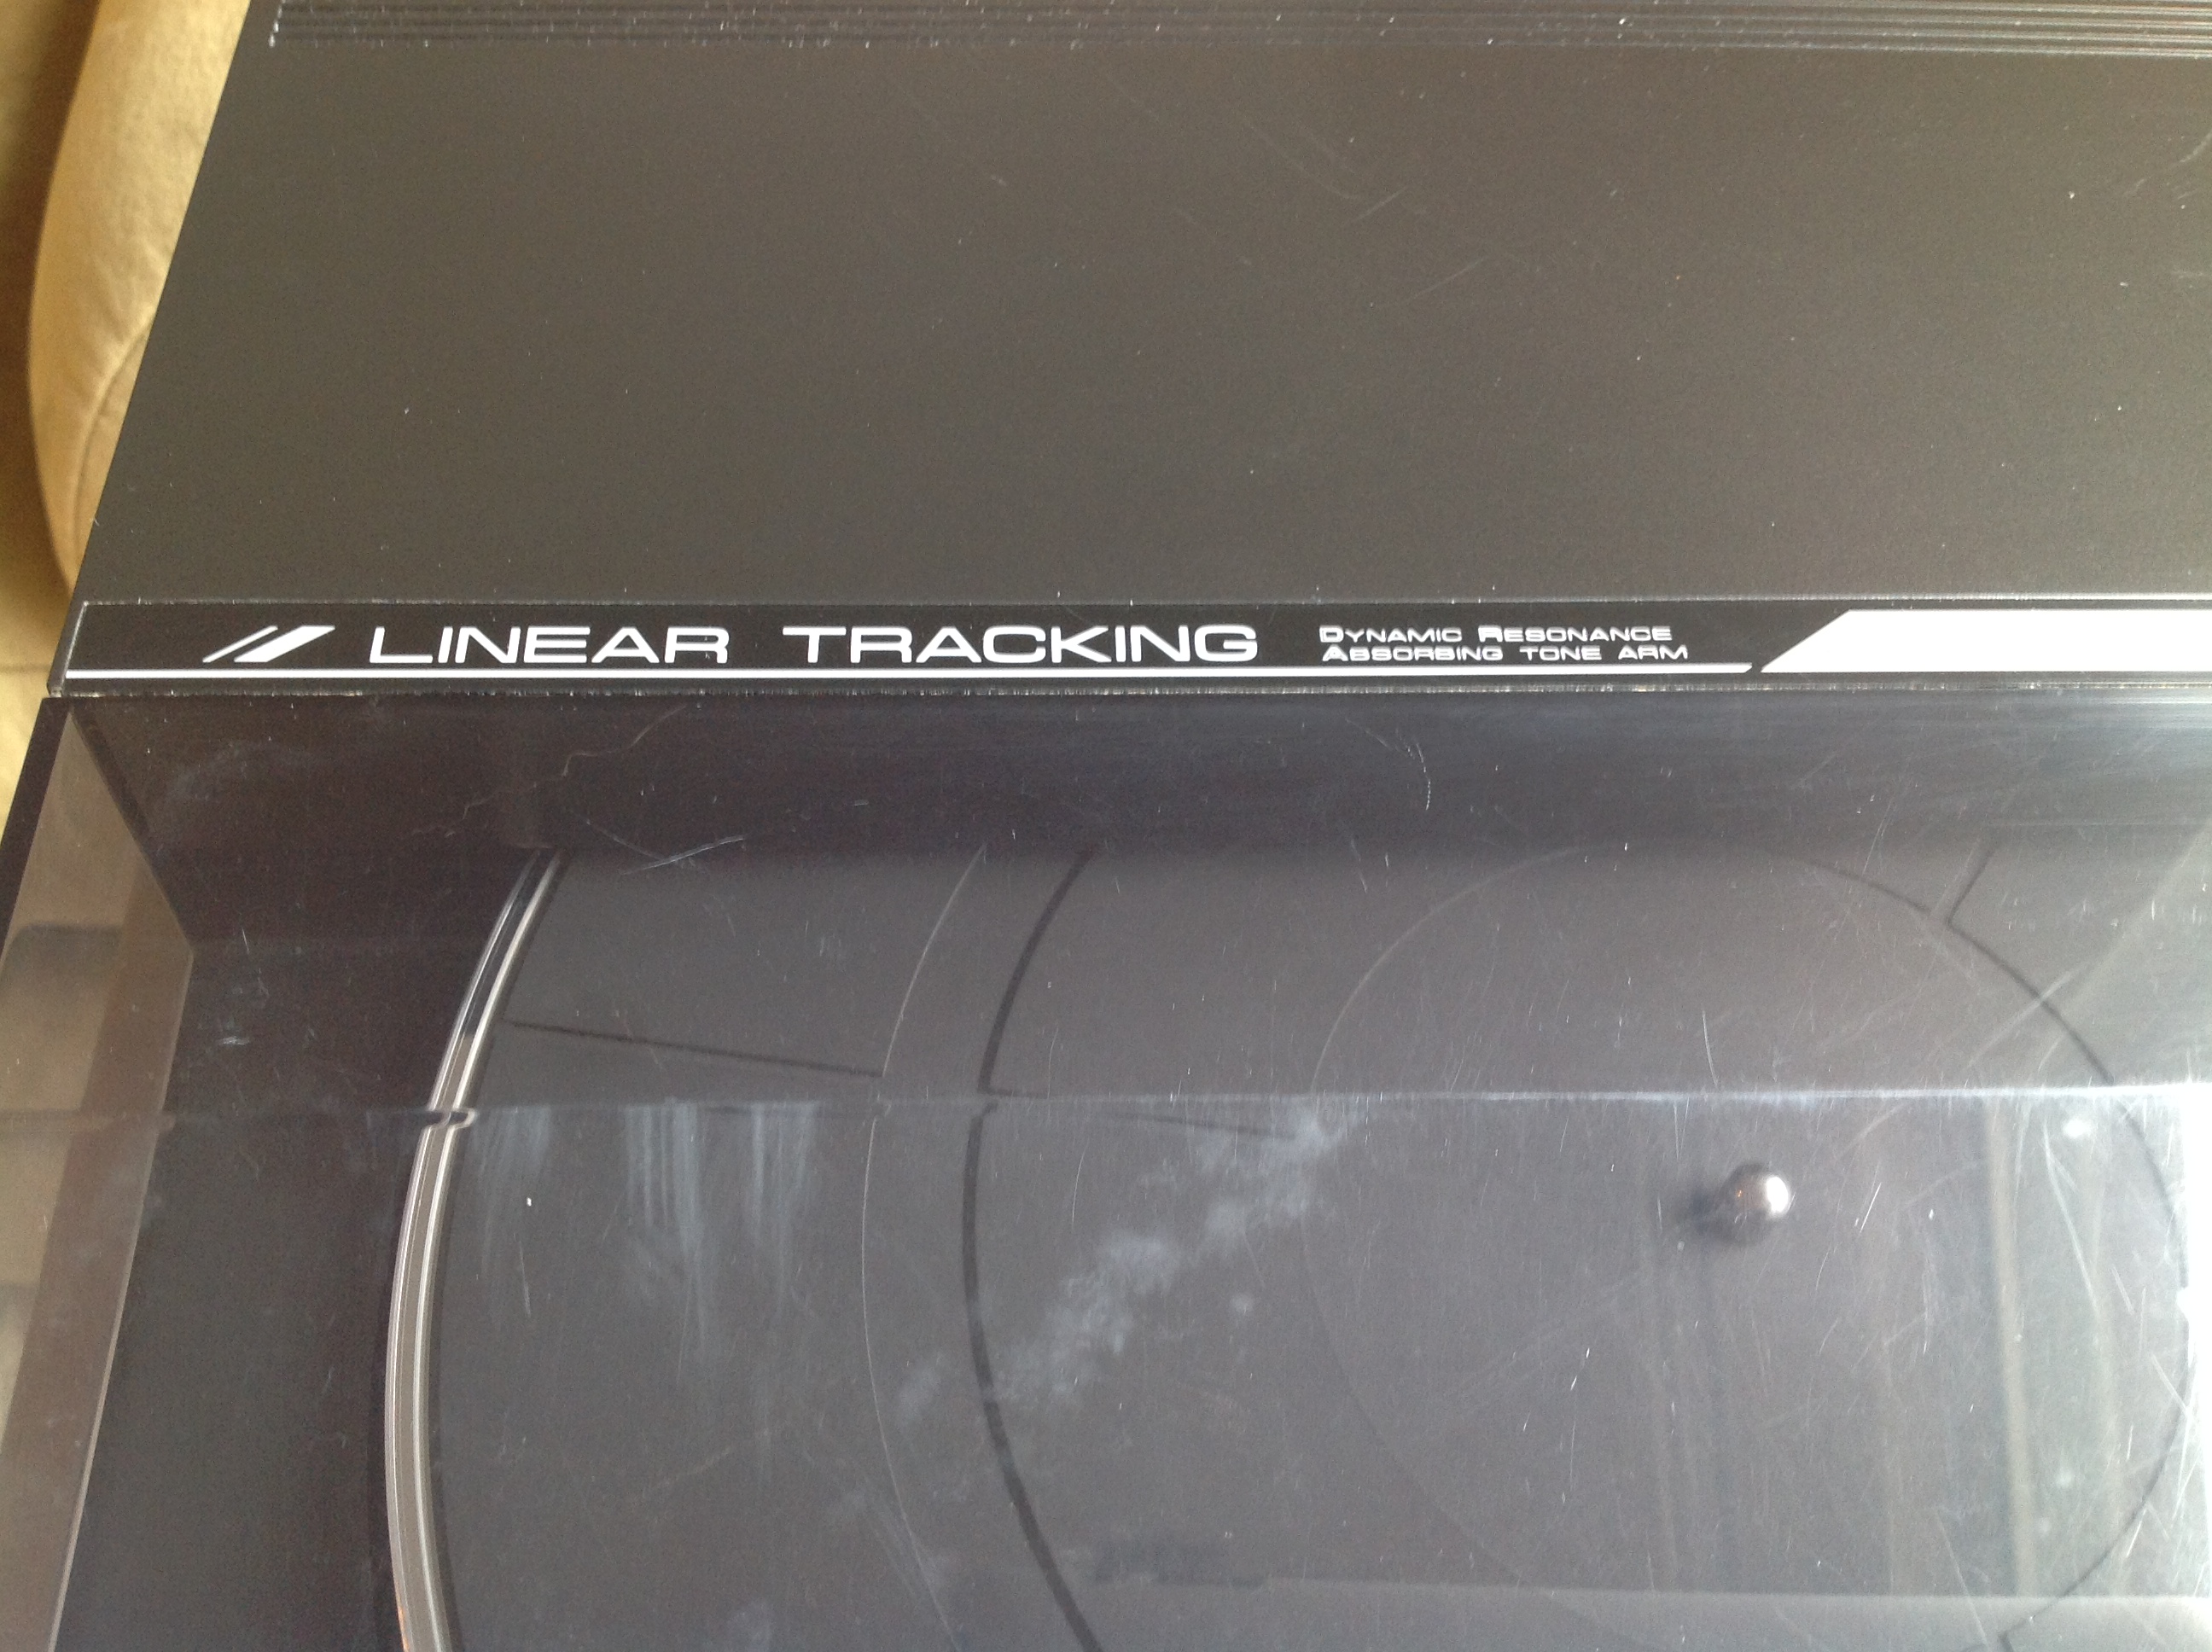 LINEAR TRACKING
DYNAMIC RESONANCE
ABSORBING TONE ARM